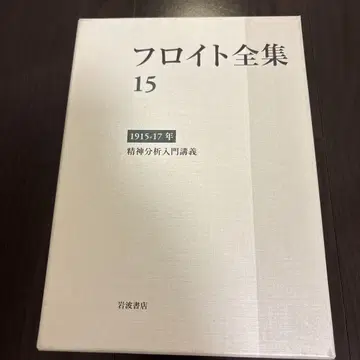 フロイト全集
15
1915-17年
精神分析入門講義
岩波書店